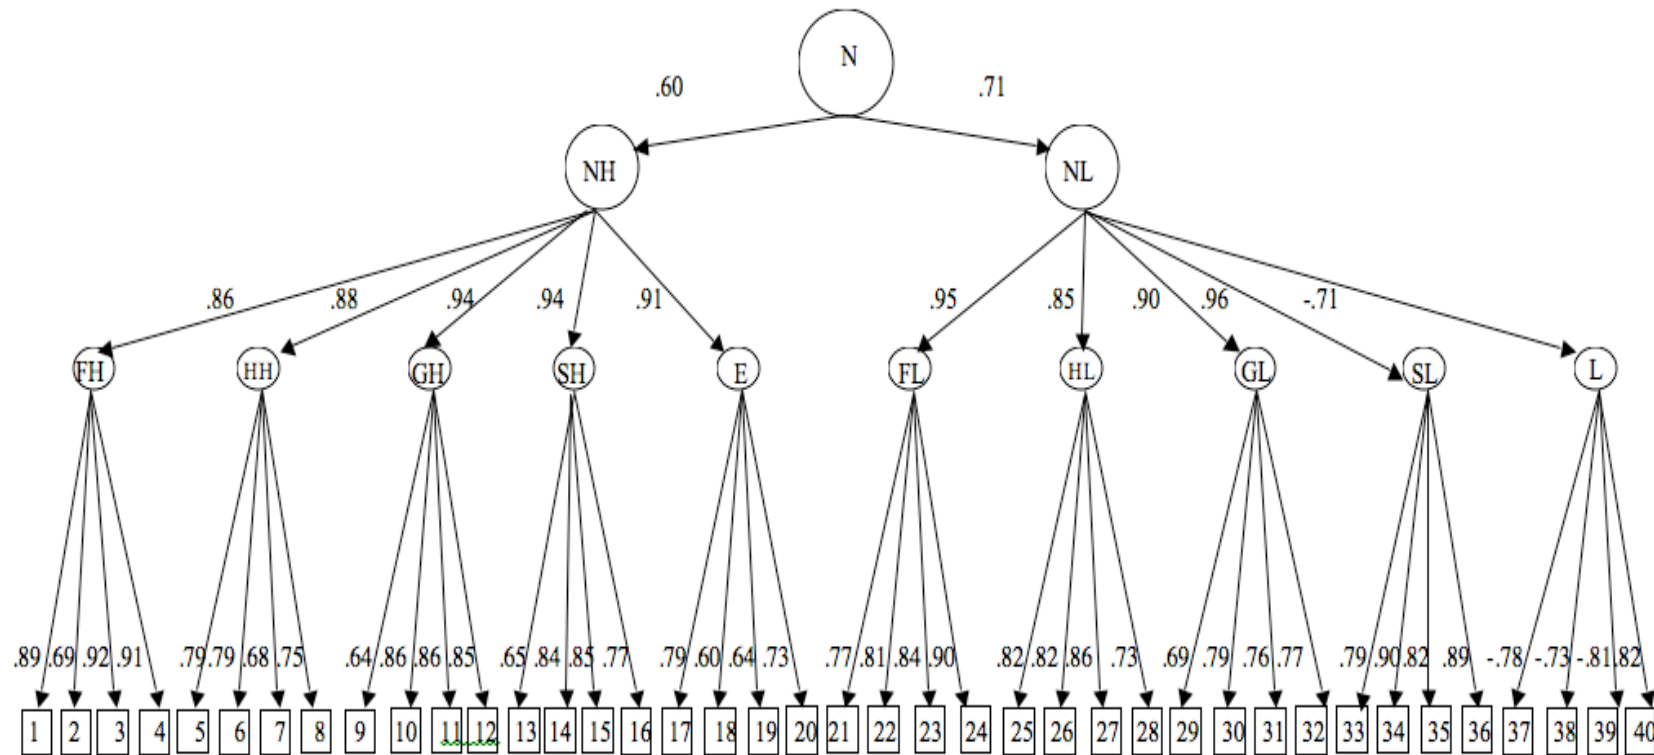 N
.60 .71
NH NL
.86 .88 .94 .94 .91 .95 .85 .90 .96 -.71
FH HH GH SH E FL HL GL SL L
.89 .69 .92 .91 .79 .79 .68 .75 .64 .86 .86 .85 .65 .84 .85 .77 .79 .60 .64 .73 .77 .81 .84 .90 .82 .82 .86 .73 .69 .79 .76 .77 .79 .90 .82 .89 -.78 -.73 -.81 .82
1 2 3 4 5 6 7 8 9 10 11 12 13 14 15 16 17 18 19 20 21 22 23 24 25 26 27 28 29 30 31 32 33 34 35 36 37 38 39 40